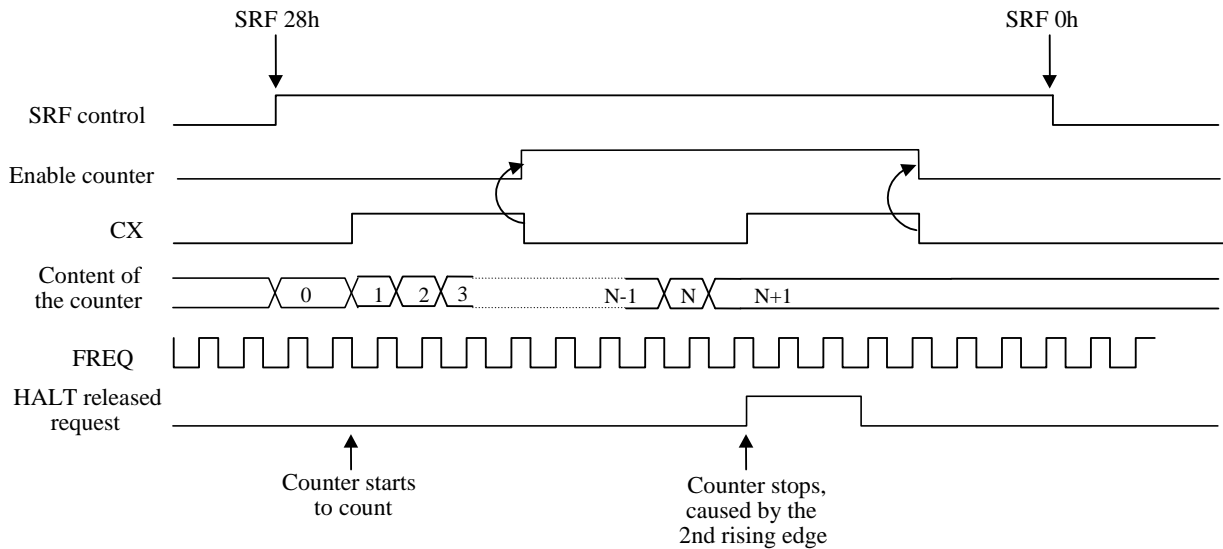 SRF 28h
SRF 0h
SRF control
Enable counter
CX
Content of
the counter
0
1
2
3
N-1
N
N+1
FREQ
HALT released
request
Counter starts
to count
Counter stops,
caused by the
2nd rising edge